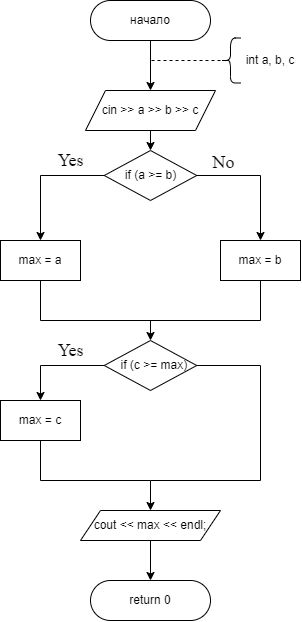 начало
int a, b, c
cin >> a >> b >> c
Yes
No
if (a >= b)
max = a
max = b
Yes
if (c >= max)
max = c
cout << max << endl;
return 0